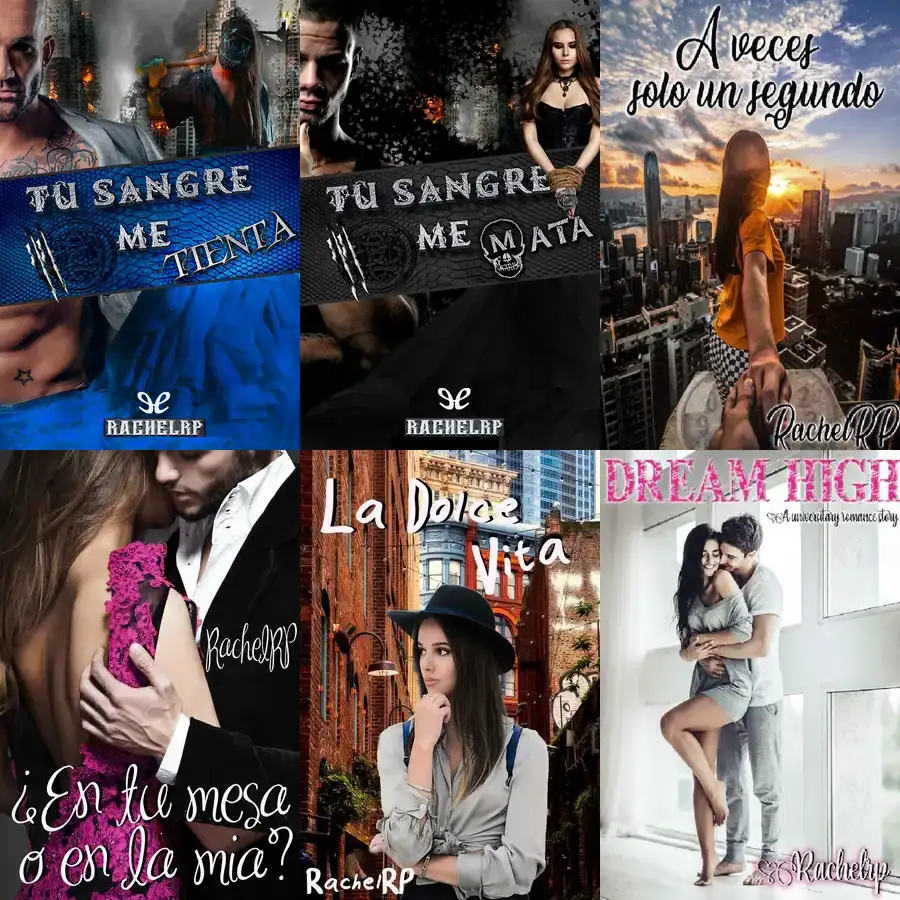 TU SANGRE
ME
TIENTA
RACHELRP
TU SANGRE
ME MATA
RACHELRP
A veces
solo un segundo
RachelRP
RachelRP
¿En tu mesa
o en la mia?
La Dolce
Vita
RachelRP
DREAM HIGH
A universitary romance story
Rachelrp